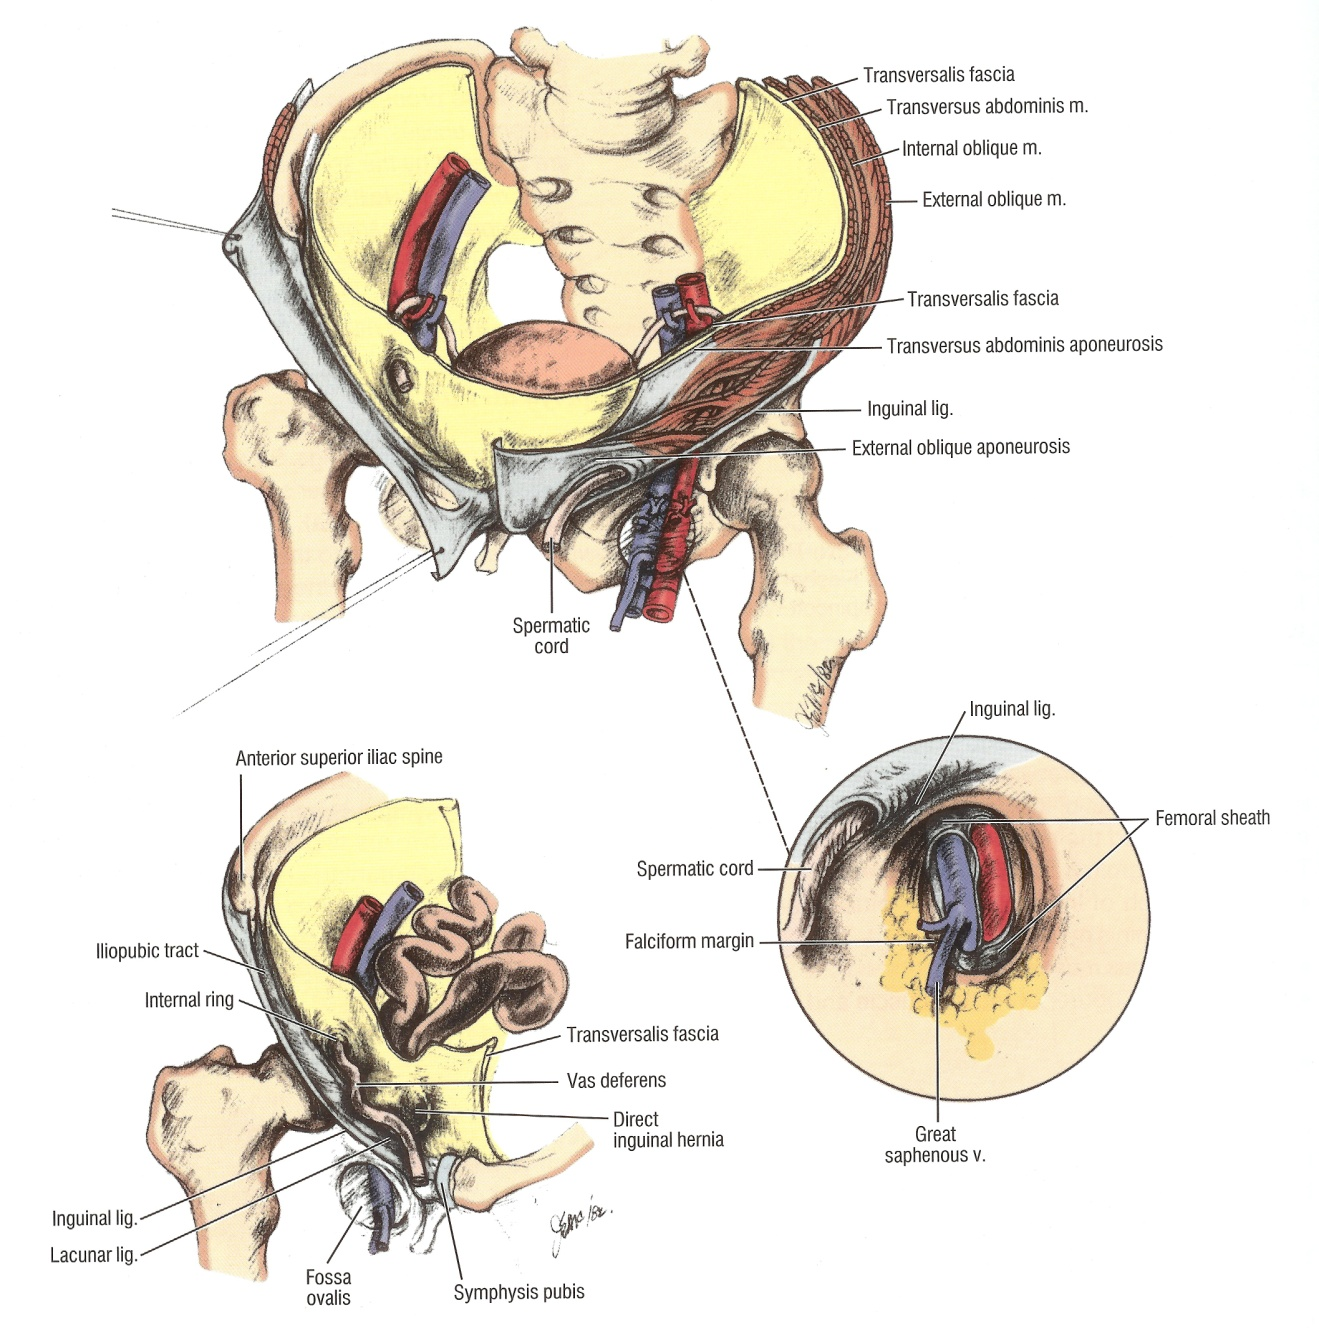 Transversalis fascia
Transversus abdominis m.
Internal oblique m.
External oblique m.
Transversalis fascia
Transversus abdominis aponeurosis
Inguinal lig.
External oblique aponeurosis
Spermatic
cord
Anterior superior iliac spine
Iliopubic tract
Internal ring
Transversalis fascia
Vas deferens
Direct
inguinal hernia
Inguinal lig.
Lacunar lig.
Fossa
ovalis
Symphysis pubis
Inguinal lig.
Femoral sheath
Spermatic cord
Falciform margin
Great
saphenous v.